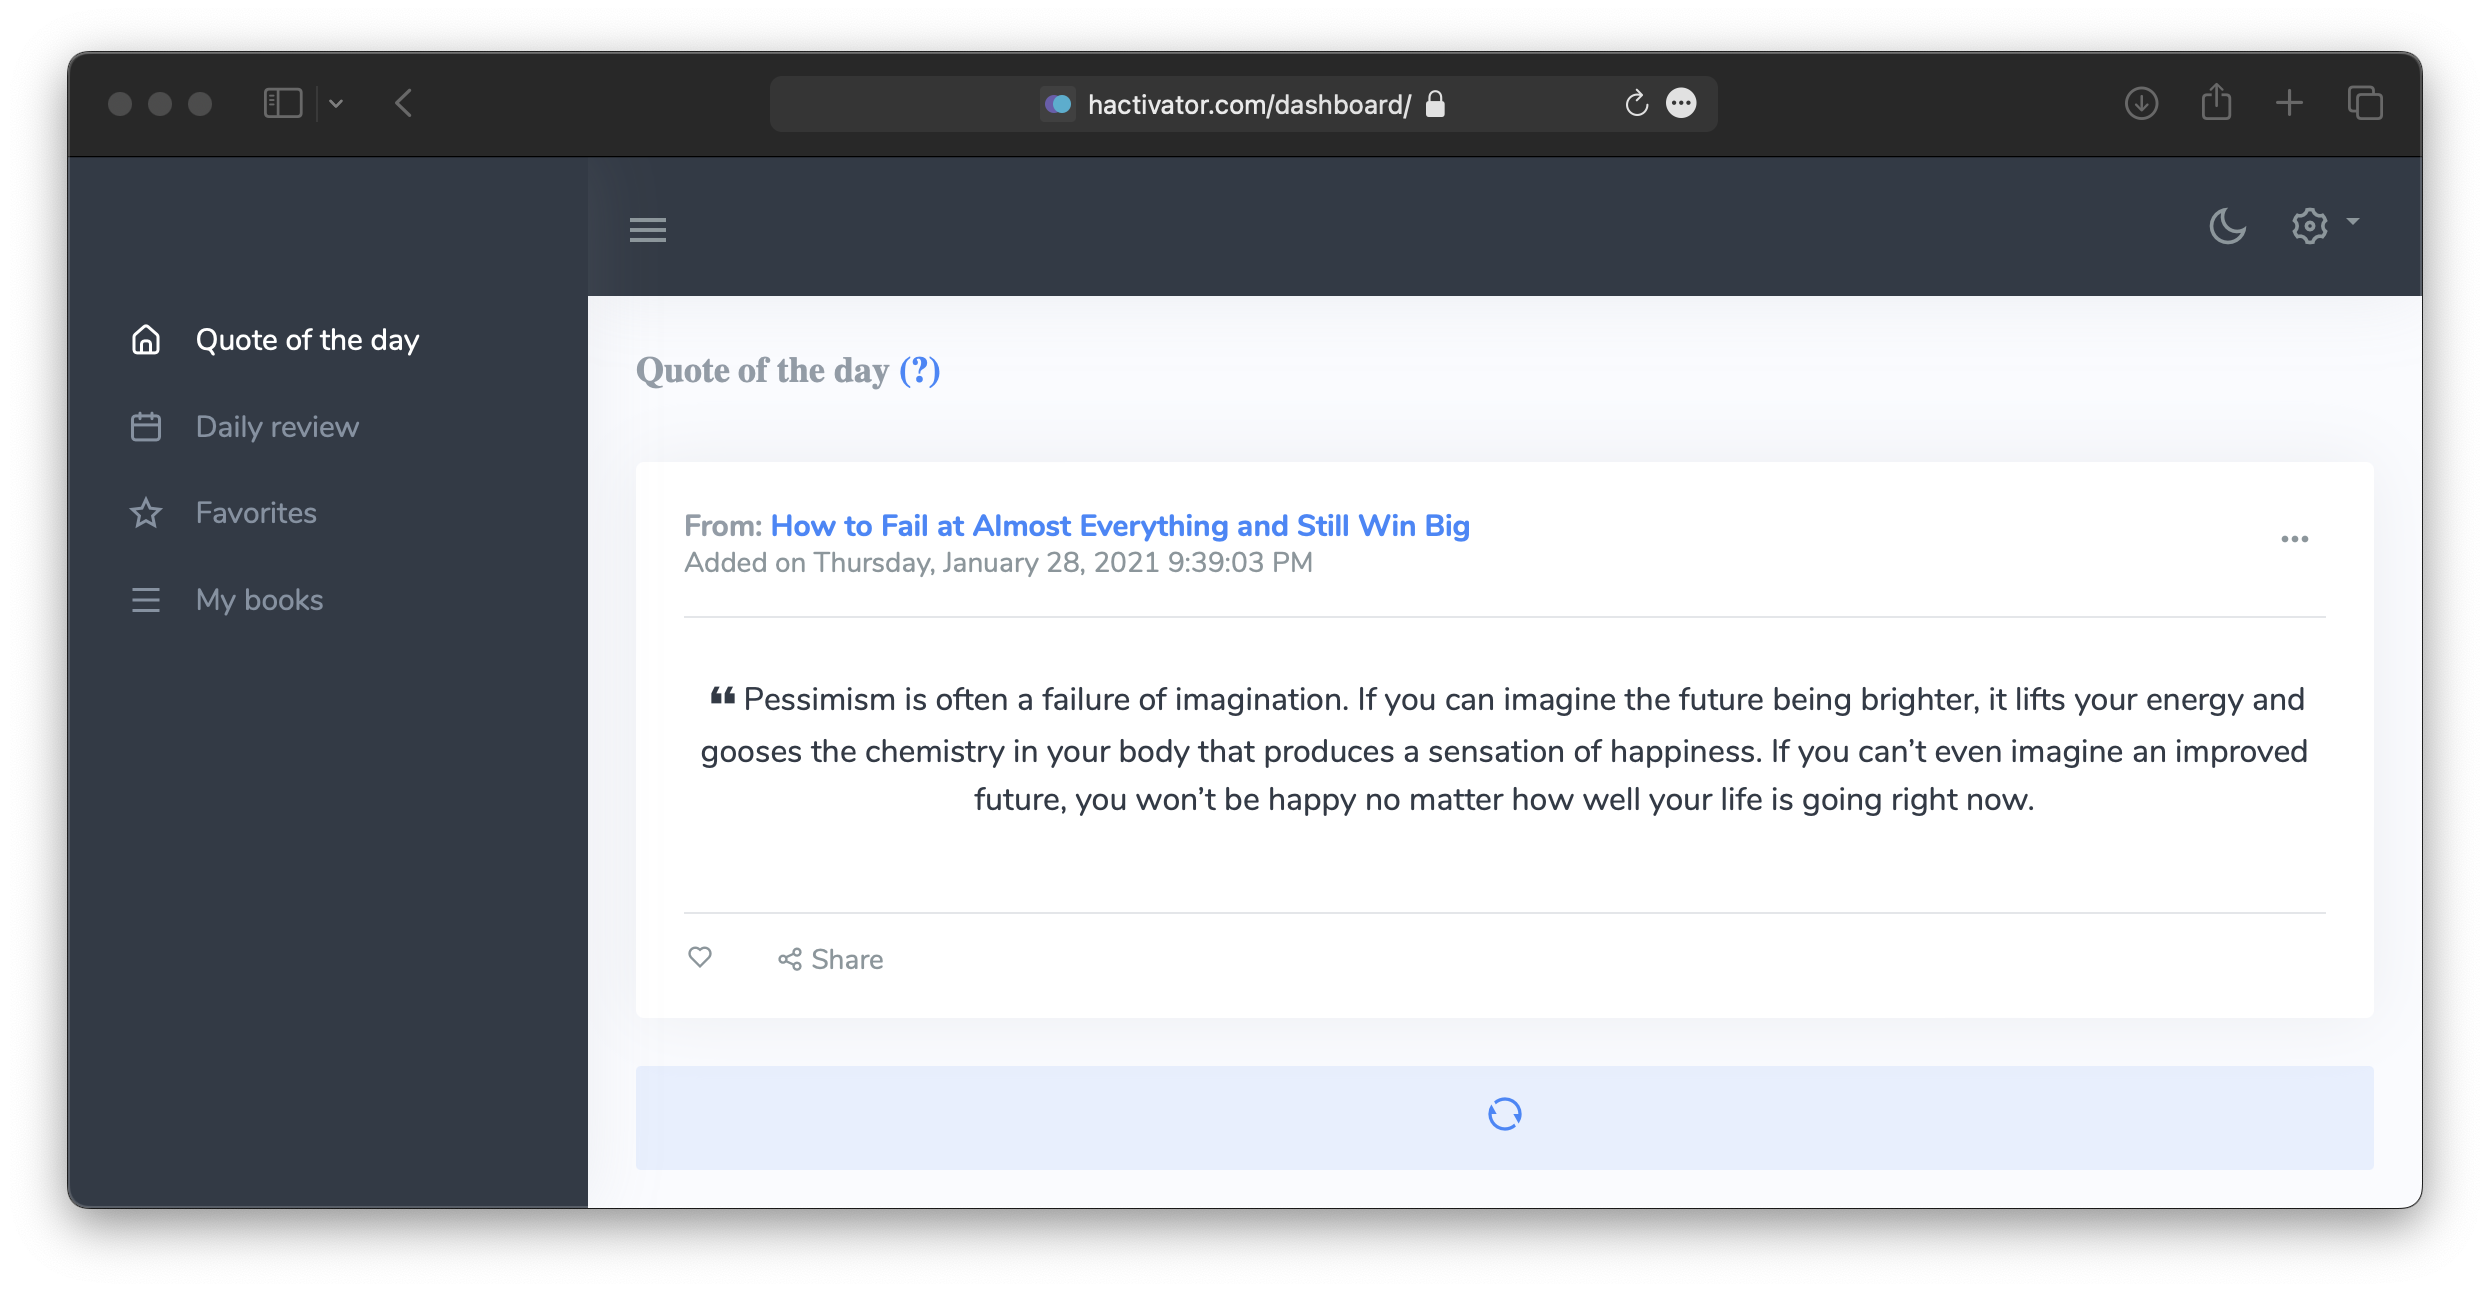 hactivator.com/dashboard/
Quote of the day
Daily review
Favorites
My books
Quote of the day (?)
From: How to Fail at Almost Everything and Still Win Big
Added on Thursday, January 28, 2021 9:39:03 PM
“ Pessimism is often a failure of imagination. If you can imagine the future being brighter, it lifts your energy and
gooses the chemistry in your body that produces a sensation of happiness. If you can’t even imagine an improved
future, you won’t be happy no matter how well your life is going right now.
Share